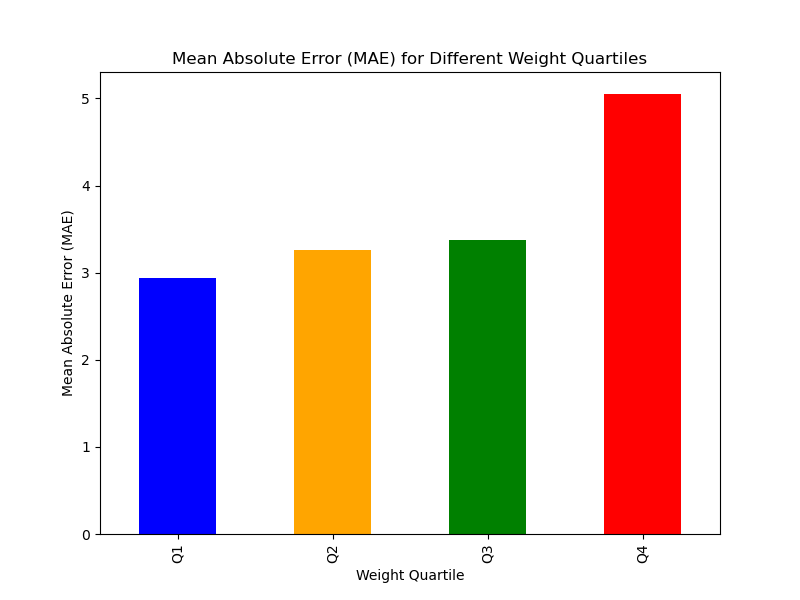 Mean Absolute Error (MAE) for Different Weight Quartiles
Mean Absolute Error (MAE)
5
4
3
2
1
0
Q1
Q2
Q3
Q4
Weight Quartile